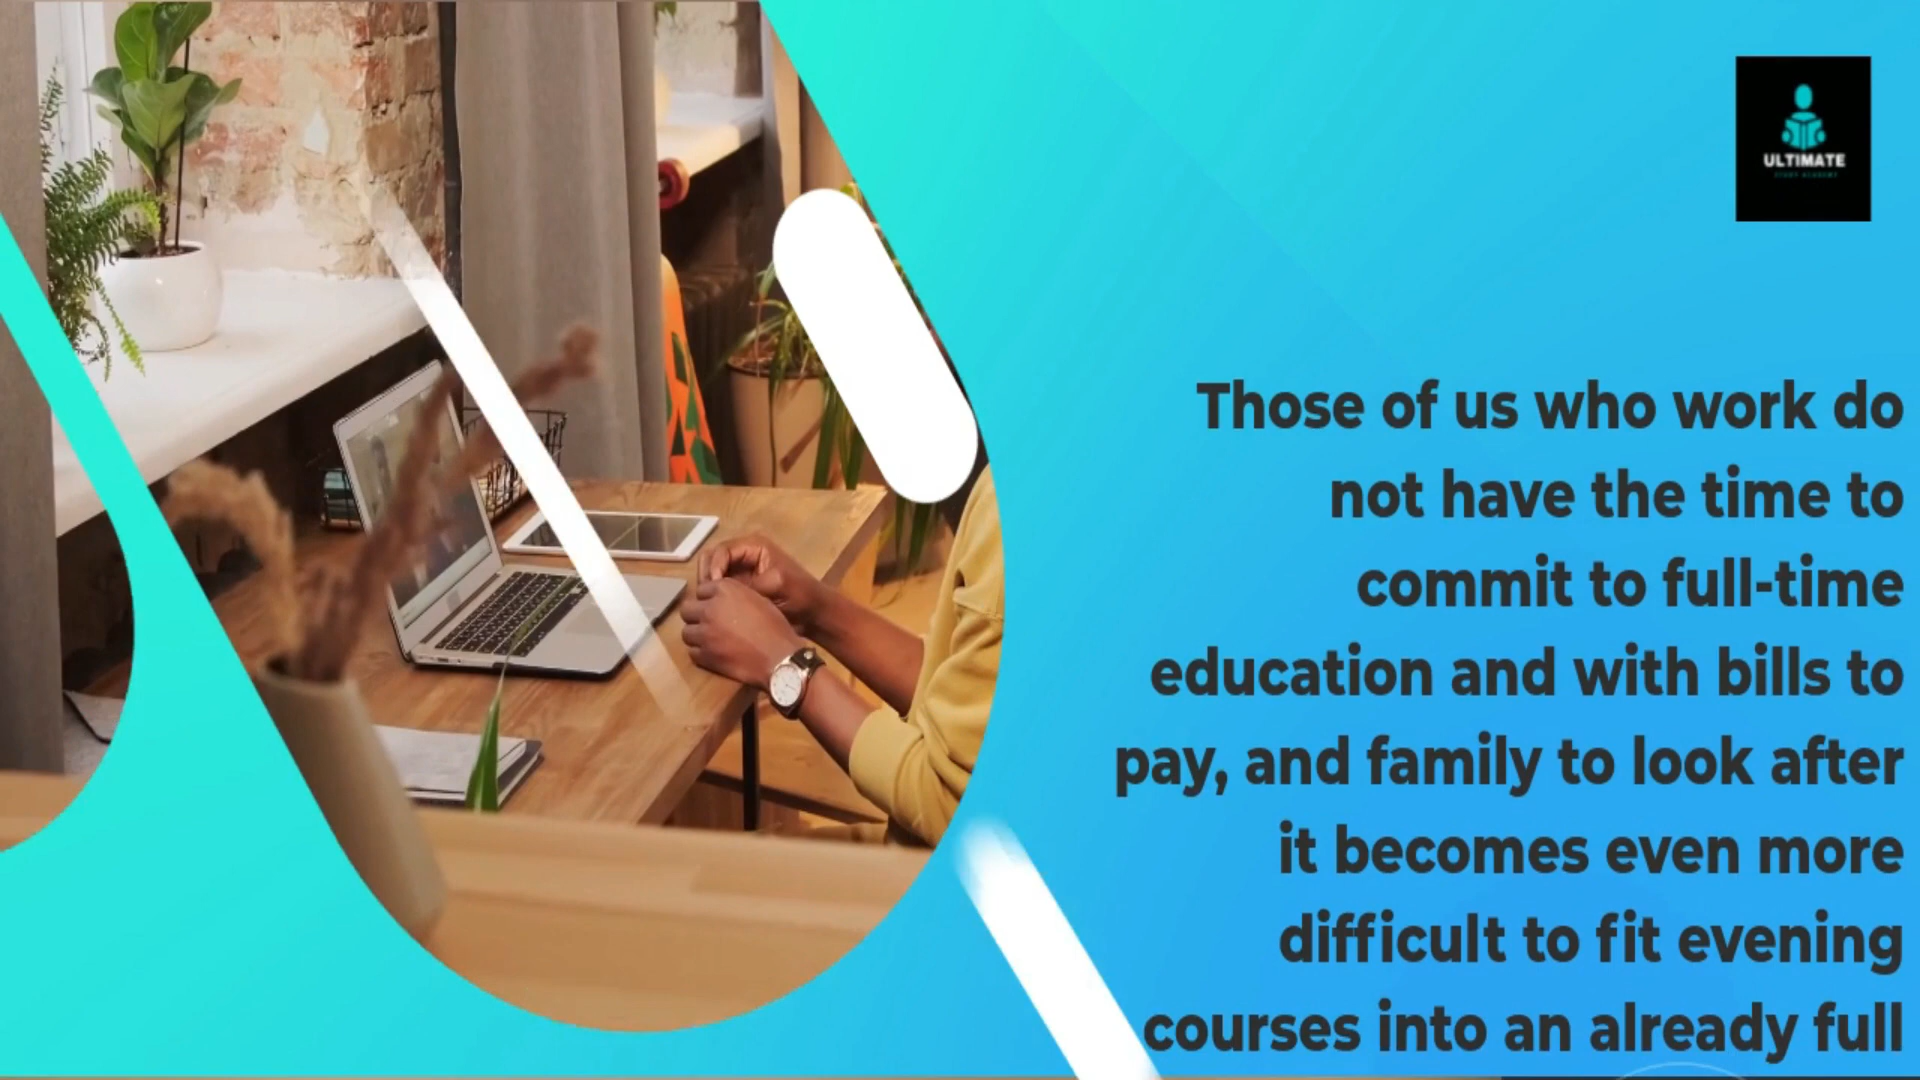 ULTIMATE
Those of us who work do
not have the time to
commit to full-time
education and with bills to
pay, and family to look after
it becomes even more
difficult to fit evening
courses into an already full